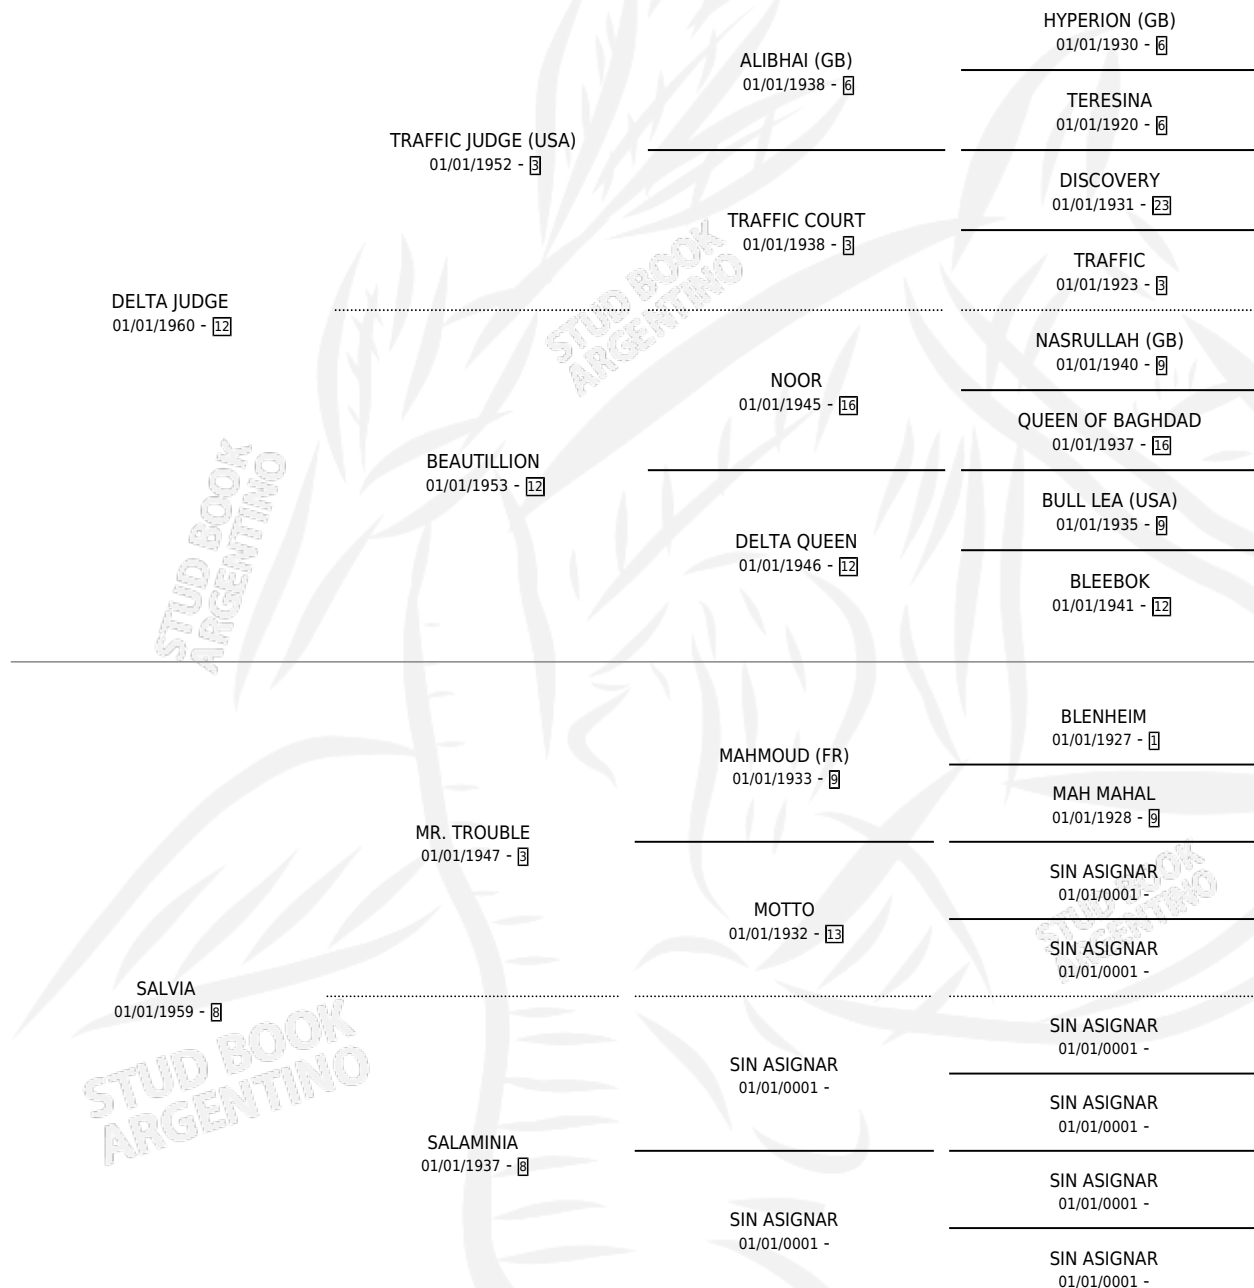 HYPERION (GB)
01/01/1930 - 6
ALIBHAI (GB)
01/01/1938 - 6
TERESINA
01/01/1920 - 6
TRAFFIC JUDGE (USA)
01/01/1952 - 3
DISCOVERY
01/01/1931 - 23
TRAFFIC COURT
01/01/1938 - 3
TRAFFIC
01/01/1923 - 3
DELTA JUDGE
01/01/1960 - 12
NASRULLAH (GB)
01/01/1940 - 9
NOOR
01/01/1945 - 16
QUEEN OF BAGHDAD
01/01/1937 - 16
BEAUTILLION
01/01/1953 - 12
BULL LEA (USA)
01/01/1935 - 9
DELTA QUEEN
01/01/1946 - 12
BLEEBOK
01/01/1941 - 12
BLENHEIM
01/01/1927 - 1
MAHMOUD (FR)
01/01/1933 - 9
MAH MAHAL
01/01/1928 - 9
MR. TROUBLE
01/01/1947 - 3
SIN ASIGNAR
01/01/0001 -
MOTTO
01/01/1932 - 13
SIN ASIGNAR
01/01/0001 -
SALVIA
01/01/1959 - 8
SIN ASIGNAR
01/01/0001 -
SIN ASIGNAR
01/01/0001 -
SIN ASIGNAR
01/01/0001 -
SALAMINIA
01/01/1937 - 8
SIN ASIGNAR
01/01/0001 -
SIN ASIGNAR
01/01/0001 -
SIN ASIGNAR
01/01/0001 -
STUD BOOK
ARGENTINO
STUD BOOK
ARGENTINO
STUD BOOK
ARGENTINO
STUD BOOK
ARGENTINO